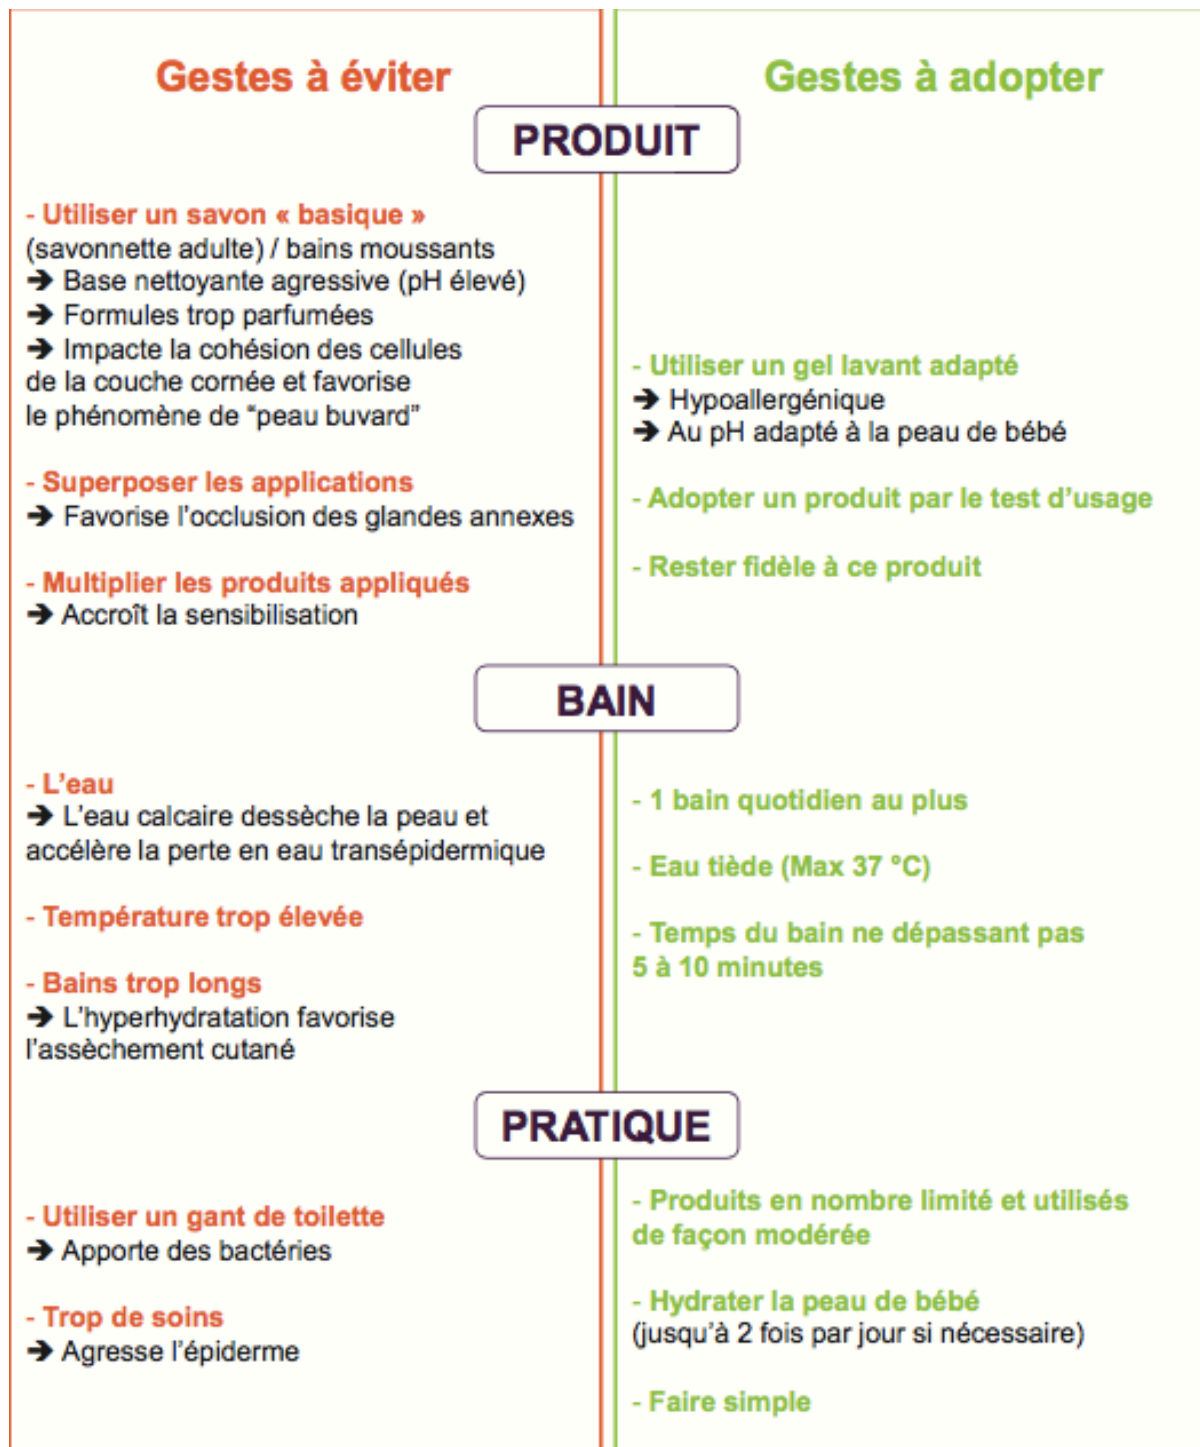 Gestes à éviter
Gestes à adopter
PRODUIT
- Utiliser un savon « basique »
(savonnette adulte) / bains moussants
➔ Base nettoyante agressive (pH élevé)
➔ Formules trop parfumées
➔ Impacte la cohésion des cellules
de la couche cornée et favorise
le phénomène de “peau buvard”
- Superposer les applications
➔ Favorise l’occlusion des glandes annexes
- Multiplier les produits appliqués
➔ Accroît la sensibilisation
- Utiliser un gel lavant adapté
➔ Hypoallergénique
➔ Au pH adapté à la peau de bébé
- Adopter un produit par le test d’usage
- Rester fidèle à ce produit
BAIN
- L’eau
➔ L’eau calcaire dessèche la peau et
accélère la perte en eau transépidermique
- Température trop élevée
- Bains trop longs
➔ L’hyperhydratation favorise
l’assèchement cutané
- 1 bain quotidien au plus
- Eau tiède (Max 37 °C)
- Temps du bain ne dépassant pas
5 à 10 minutes
PRATIQUE
- Utiliser un gant de toilette
➔ Apporte des bactéries
- Trop de soins
➔ Agresse l’épiderme
- Produits en nombre limité et utilisés
de façon modérée
- Hydrater la peau de bébé
(jusqu’à 2 fois par jour si nécessaire)
- Faire simple